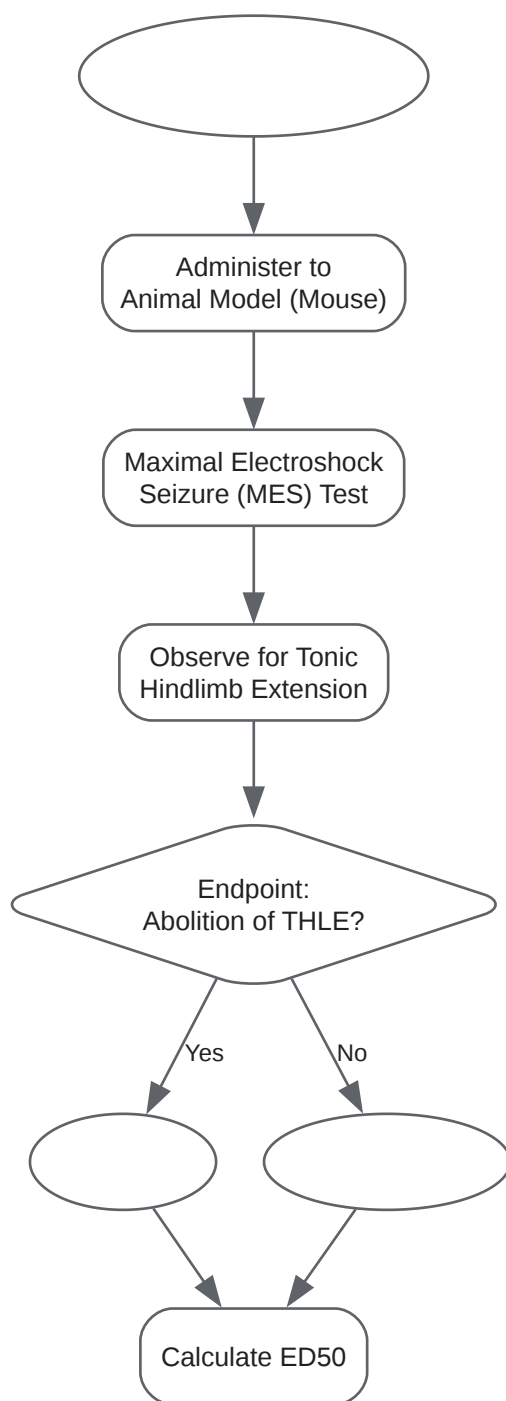 Administer to
Animal Model (Mouse)
Maximal Electroshock
Seizure (MES) Test
Observe for Tonic
Hindlimb Extension
Endpoint:
Abolition of THLE?
Yes
No
Calculate ED50